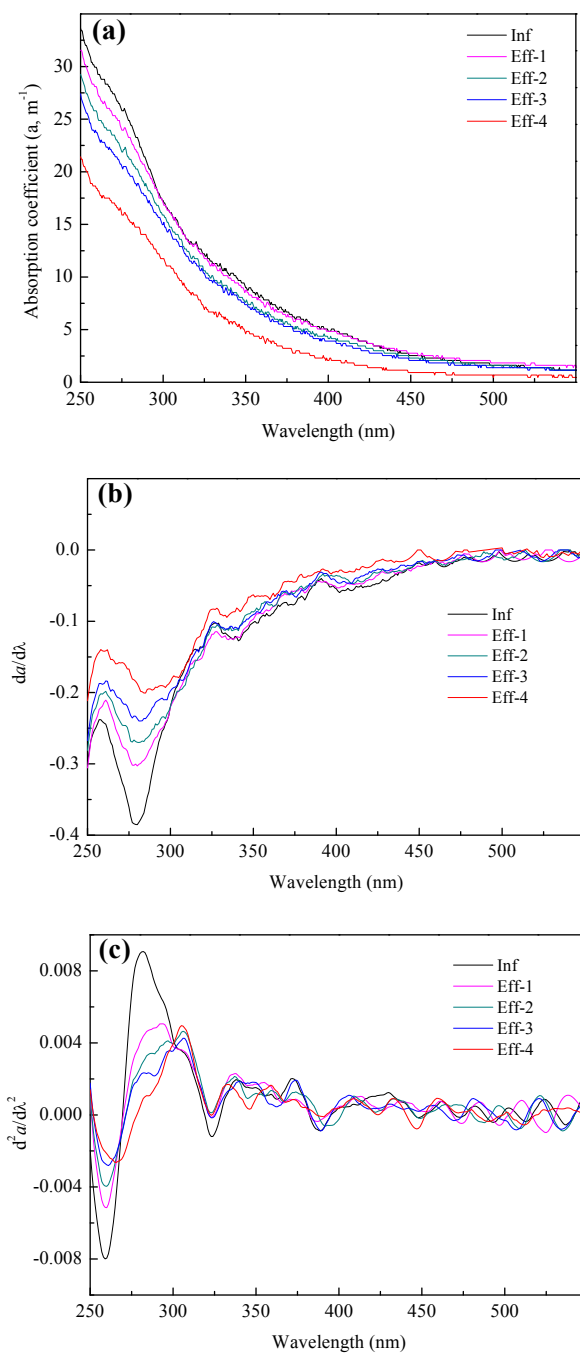 (a)
Inf
Eff-1
Eff-2
Eff-3
Eff-4
Absorption coefficient (a, m⁻¹)
30
25
20
15
10
5
0
250 300 350 400 450 500
Wavelength (nm)
(b)
0.0
-0.1
-0.2
-0.3
-0.4
da/dλ
Inf
Eff-1
Eff-2
Eff-3
Eff-4
250 300 350 400 450 500
Wavelength (nm)
(c)
Inf
Eff-1
Eff-2
Eff-3
Eff-4
0.008
0.004
0.000
-0.004
-0.008
d²a/dλ²
250 300 350 400 450 500
Wavelength (nm)